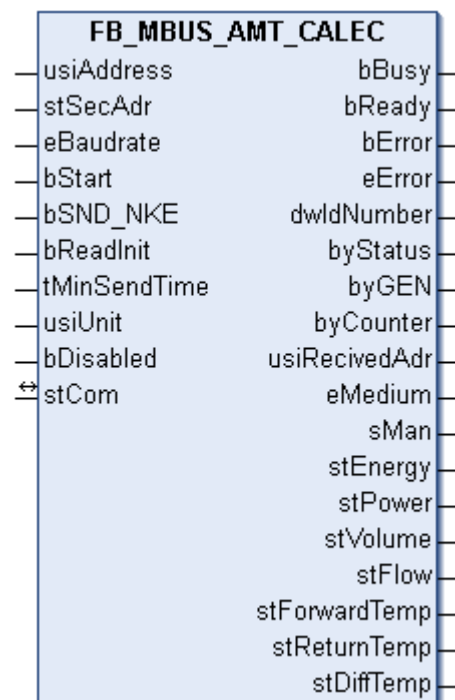 FB_MBUS_AMT_CALEC
usiAddress bBusy
stSecAdr bReady
eBaudrate bError
bStart eError
bSND_NKE dwIdNumber
bReadInit byStatus
tMinSendTime byGEN
usiUnit byCounter
bDisabled usiRecivedAdr
stCom eMedium
sMan
stEnergy
stPower
stVolume
stFlow
stForwardTemp
stReturnTemp
stDiffTemp